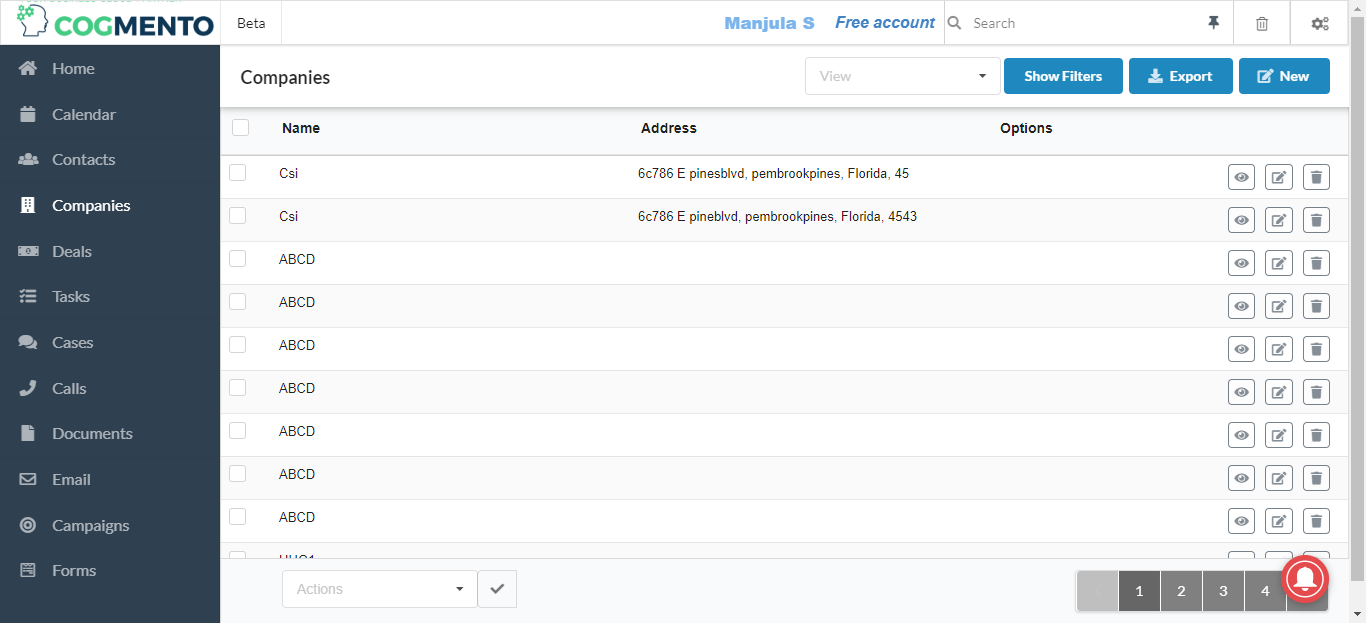 COGMENTO
Beta
Manjula S
Free account
Search
Home
Calendar
Contacts
Companies
Deals
Tasks
Cases
Calls
Documents
Email
Campaigns
Forms
Companies
View
Show Filters
Export
New
Name Address Options
Csi 6c786 E pinesblvd, pembrookpines, Florida, 45
Csi 6c786 E pineblvd, pembrookpines, Florida, 4543
ABCD
ABCD
ABCD
ABCD
ABCD
ABCD
ABCD
Actions
1 2 3 4